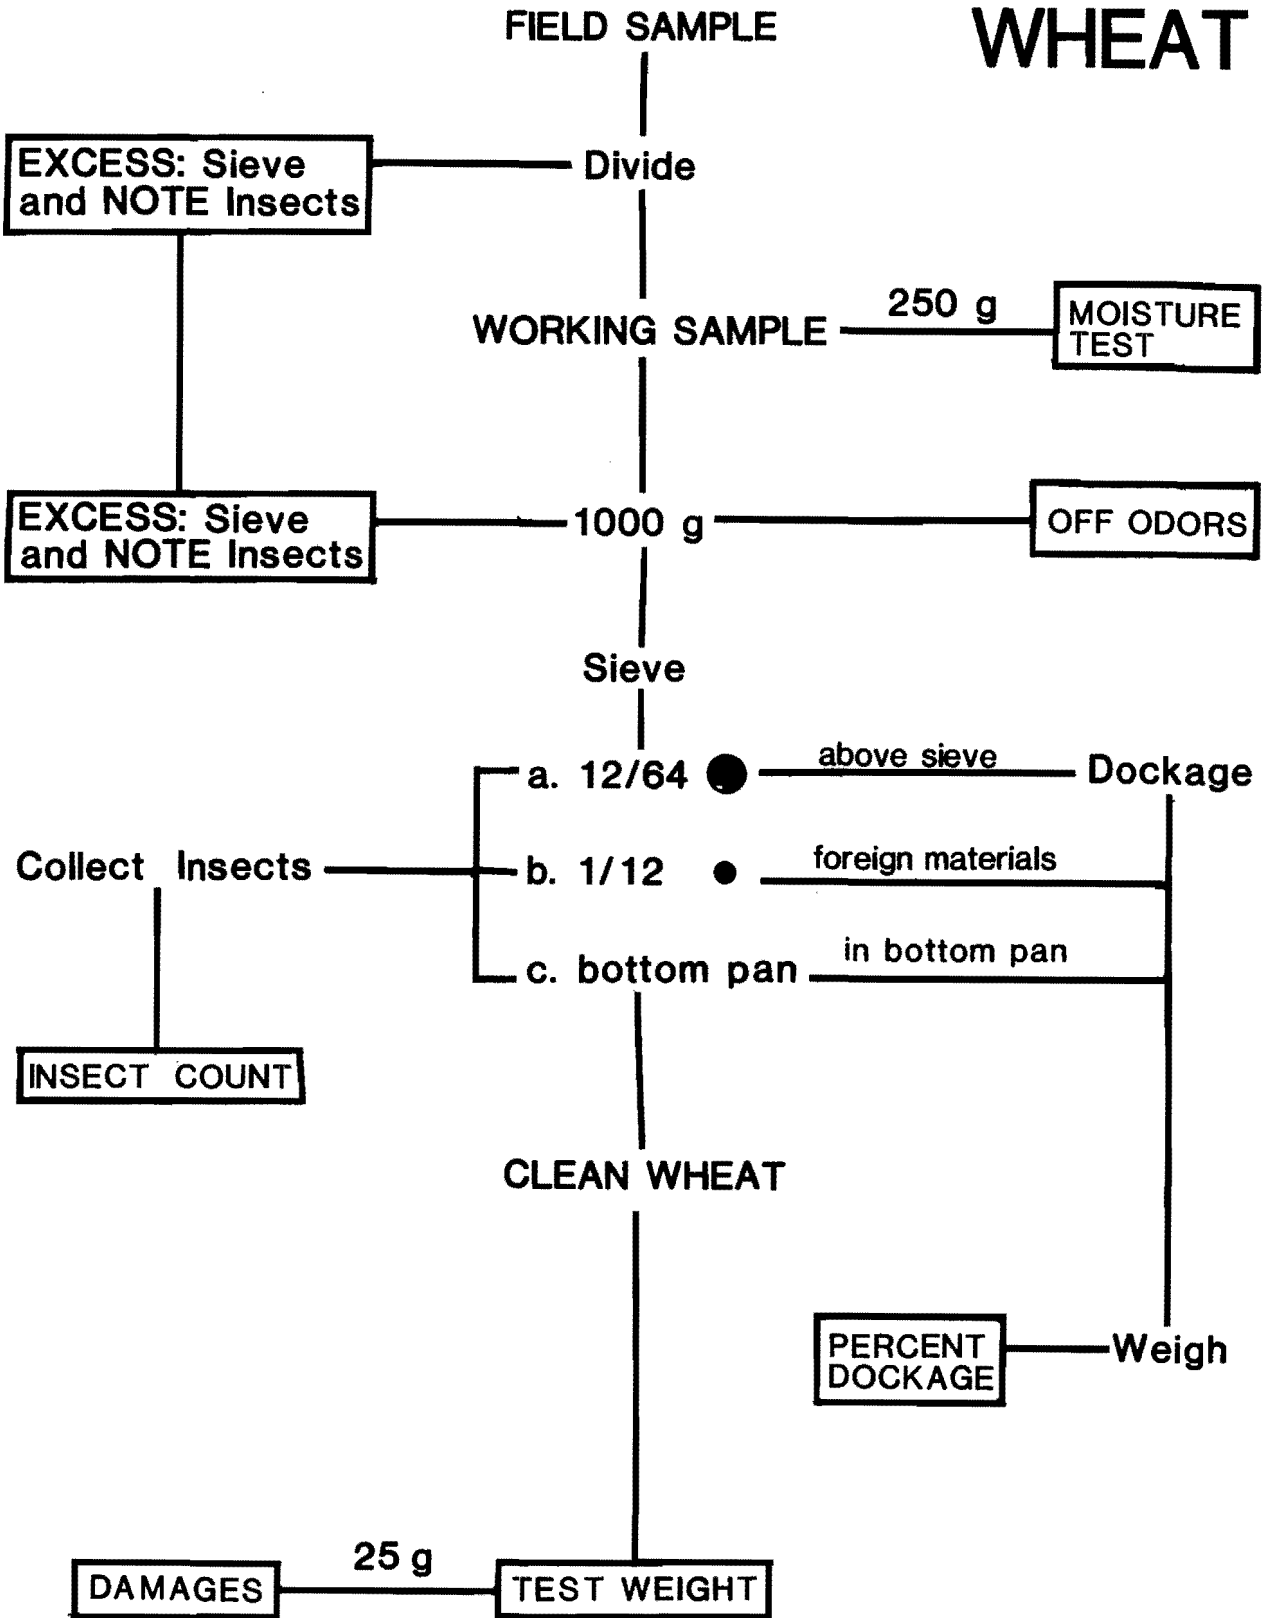 FIELD SAMPLE
WHEAT
EXCESS: Sieve
and NOTE Insects
Divide
WORKING SAMPLE
250 g
MOISTURE
TEST
EXCESS: Sieve
and NOTE Insects
1000 g
OFF ODORS
Sieve
a. 12/64
above sieve
Dockage
Collect Insects
b. 1/12
foreign materials
c. bottom pan
in bottom pan
INSECT COUNT
CLEAN WHEAT
PERCENT
DOCKAGE
Weigh
DAMAGES
25 g
TEST WEIGHT